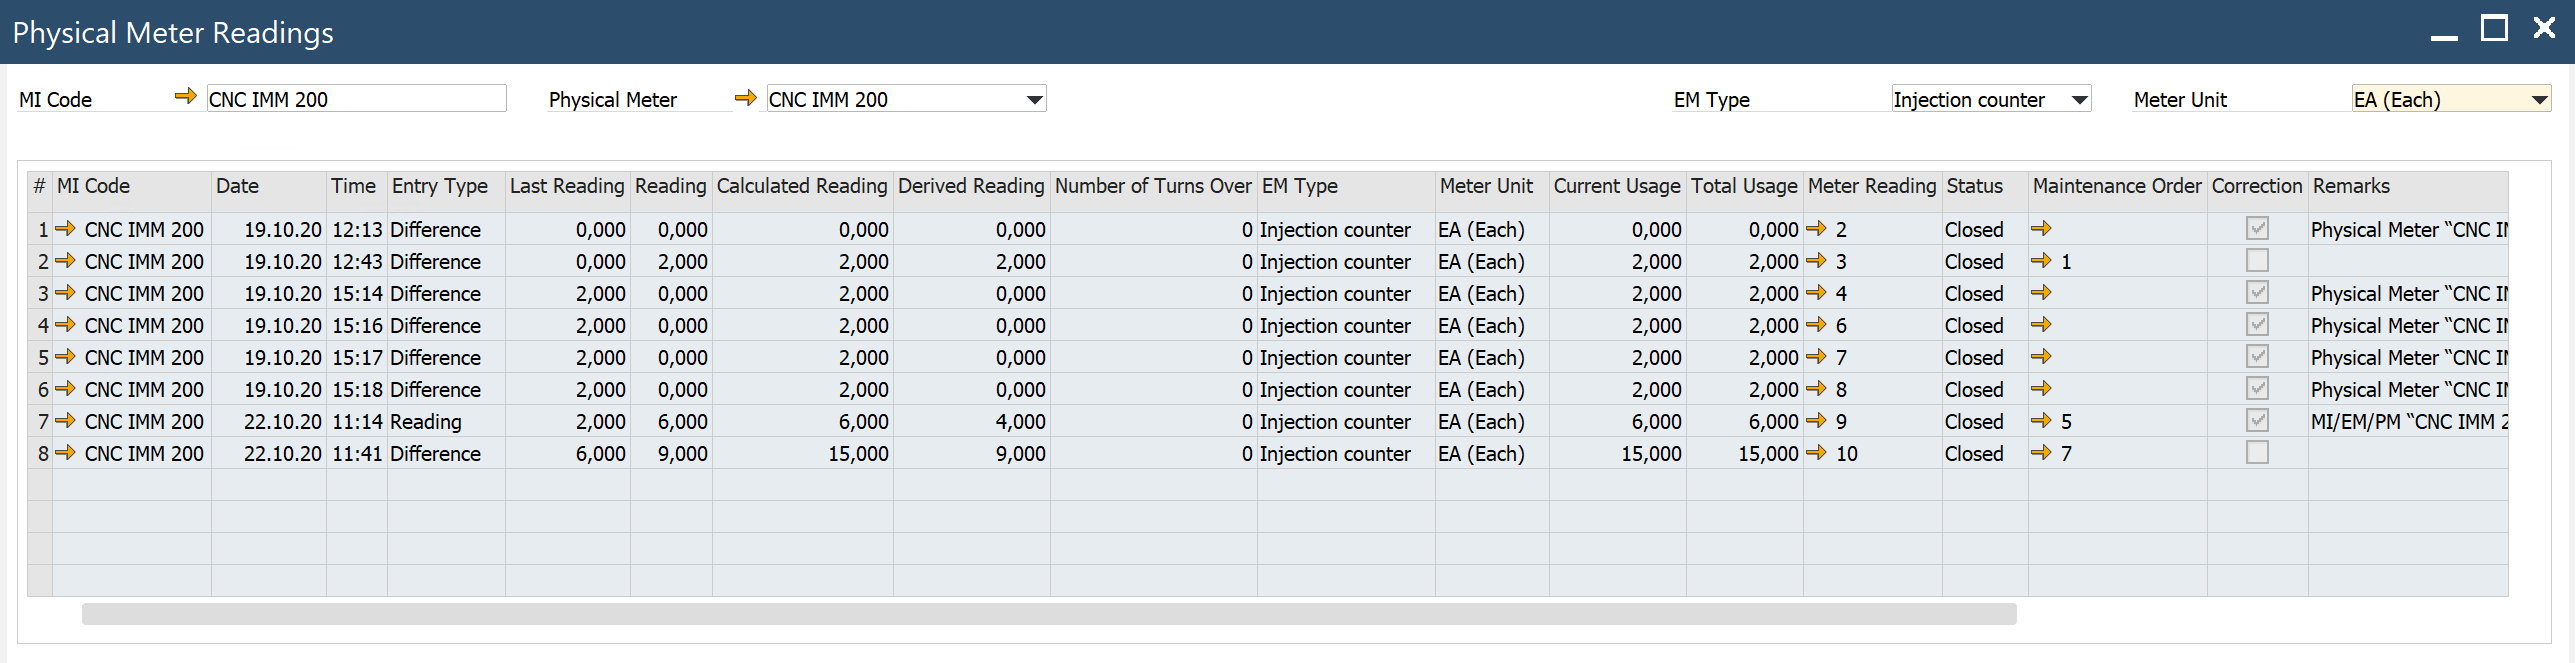 Physical Meter Readings
MI Code CNC IMM 200 Physical Meter CNC IMM 200 EM Type Injection counter Meter Unit EA (Each)
# MI Code Date Time Entry Type Last Reading Reading Calculated Reading Derived Reading Number of Turns Over EM Type Meter Unit Current Usage Total Usage Meter Reading Status Maintenance Order Correction Remarks
1 CNC IMM 200 19.10.20 12:13 Difference 0,000 0,000 0,000 0,000 0 Injection counter EA (Each) 0,000 0,000 2 Closed Physical Meter “CNC
2 CNC IMM 200 19.10.20 12:43 Difference 0,000 2,000 2,000 2,000 0 Injection counter EA (Each) 2,000 2,000 3 Closed 1
3 CNC IMM 200 19.10.20 15:14 Difference 2,000 0,000 2,000 0,000 0 Injection counter EA (Each) 2,000 2,000 4 Closed Physical Meter “CNC
4 CNC IMM 200 19.10.20 15:16 Difference 2,000 0,000 2,000 0,000 0 Injection counter EA (Each) 2,000 2,000 6 Closed Physical Meter “CNC
5 CNC IMM 200 19.10.20 15:17 Difference 2,000 0,000 2,000 0,000 0 Injection counter EA (Each) 2,000 2,000 7 Closed Physical Meter “CNC
6 CNC IMM 200 19.10.20 15:18 Difference 2,000 0,000 2,000 0,000 0 Injection counter EA (Each) 2,000 2,000 8 Closed Physical Meter “CNC
7 CNC IMM 200 22.10.20 11:14 Reading 2,000 6,000 6,000 4,000 0 Injection counter EA (Each) 6,000 6,000 9 Closed 5 MI/EM/PM “CNC IMM
8 CNC IMM 200 22.10.20 11:41 Difference 6,000 9,000 15,000 9,000 0 Injection counter EA (Each) 15,000 15,000 10 Closed 7